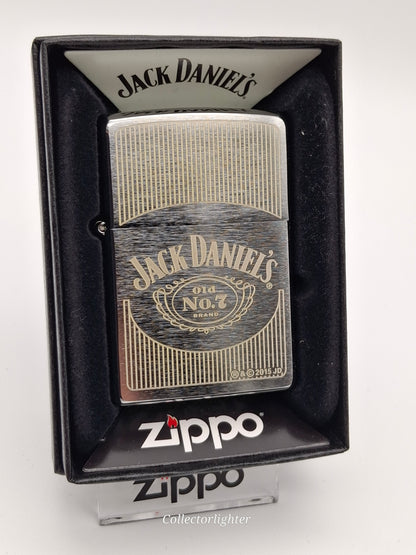 JACK DANIEL'S
JACK DANIEL'S®
Old
No.7
BRAND
®&©2015 JD
zippo®
zippo
Collectorlighter